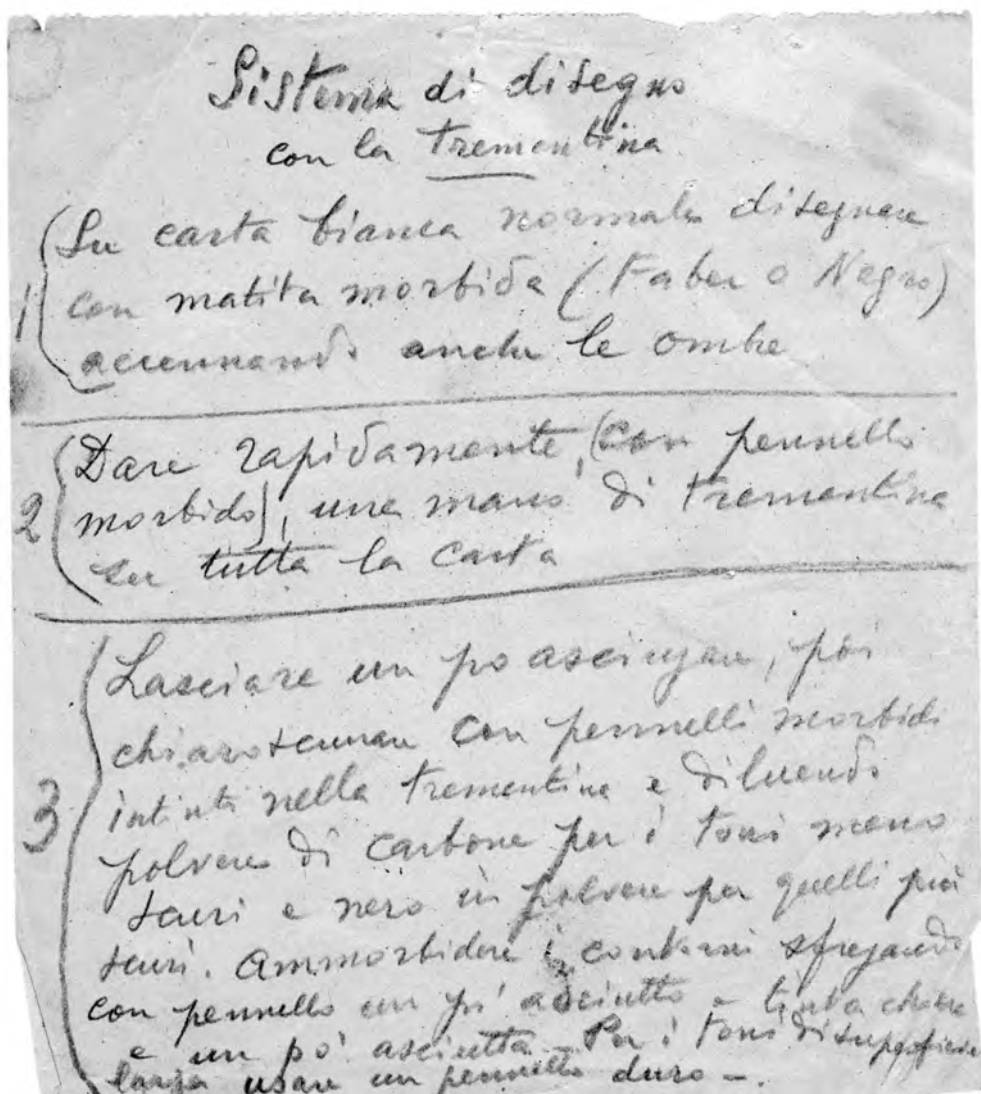 Sistema di disegno
con la trementina
1 Su carta bianca normale disegnare
con matita morbida (Faber o Negro)
accennando anche le ombre
2 Dare rapidamente, (con pennello
morbido), una mano di trementina
su tutta la carta
3 Lasciare un po asciugare, poi
chiaroscurare con pennelli morbidi
intinti nella trementina e diluendo
polvere di carbone per i toni meno
scuri e nero in polvere per quelli più
scuri. Ammorbidire i contorni sfregando
con pennello un po' asciutto - tinta chiara
e un po' asciutta - Per i toni di superficie
larga usare un pennello duro -.